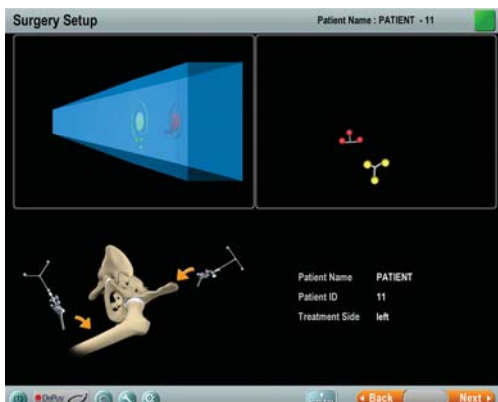 Surgery Setup
Patient Name : PATIENT - 11
Patient Name PATIENT
Patient ID 11
Treatment Side left
DePuy
Back
Next